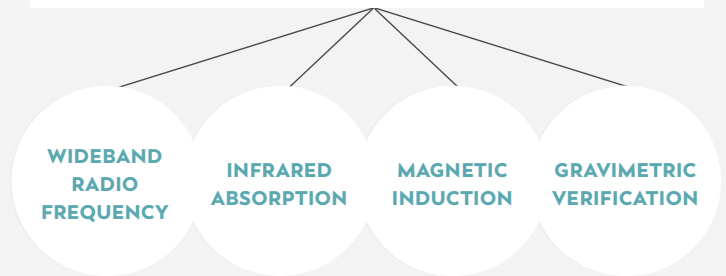 WIDEBAND
RADIO
FREQUENCY
INFRARED
ABSORPTION
MAGNETIC
INDUCTION
GRAVIMETRIC
VERIFICATION